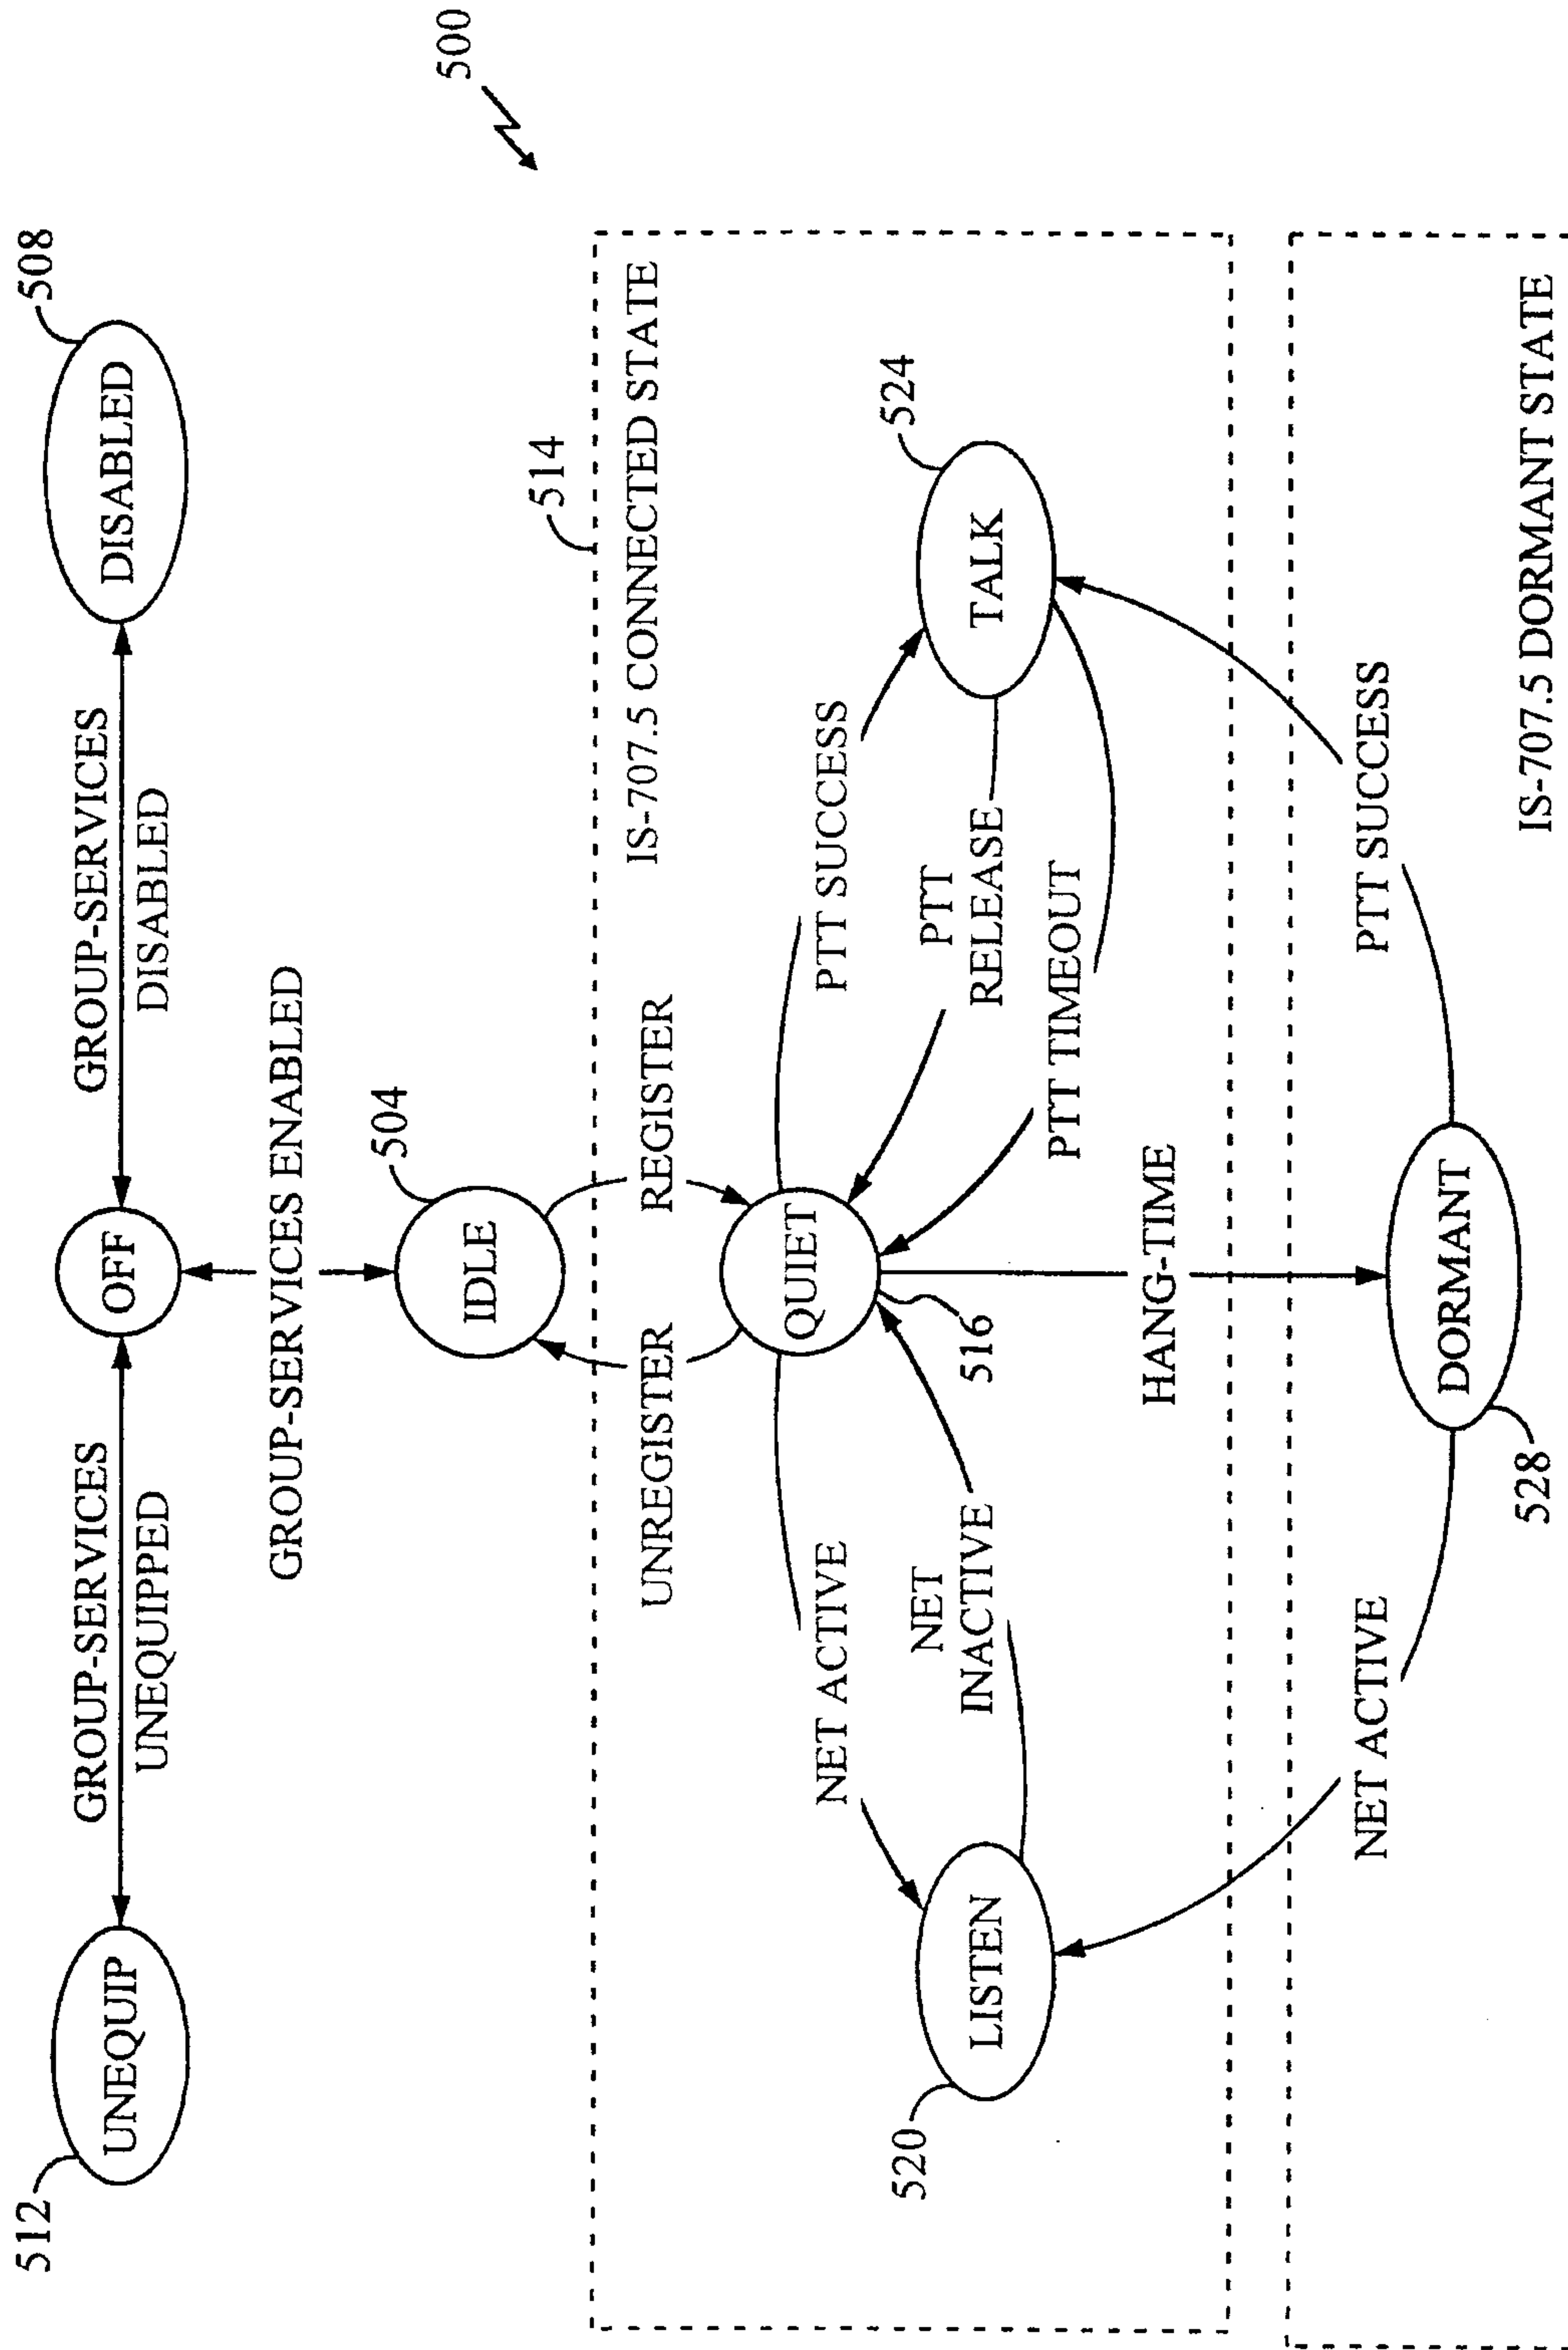 512
508
UNEQUIP
GROUP-SERVICES
UNEQUIPPED
OFF
GROUP-SERVICES
DISABLED
DISABLED
GROUP-SERVICES ENABLED
500
504
IDLE
514
UNREGISTER
REGISTER
IS-707.5 CONNECTED STATE
QUIET
NET ACTIVE
PTT SUCCESS
520
524
LISTEN
NET
INACTIVE
516
PTT
RELEASE
TALK
PTT TIMEOUT
HANG-TIME
NET ACTIVE
PTT SUCCESS
DORMANT
528
IS-707.5 DORMANT STATE